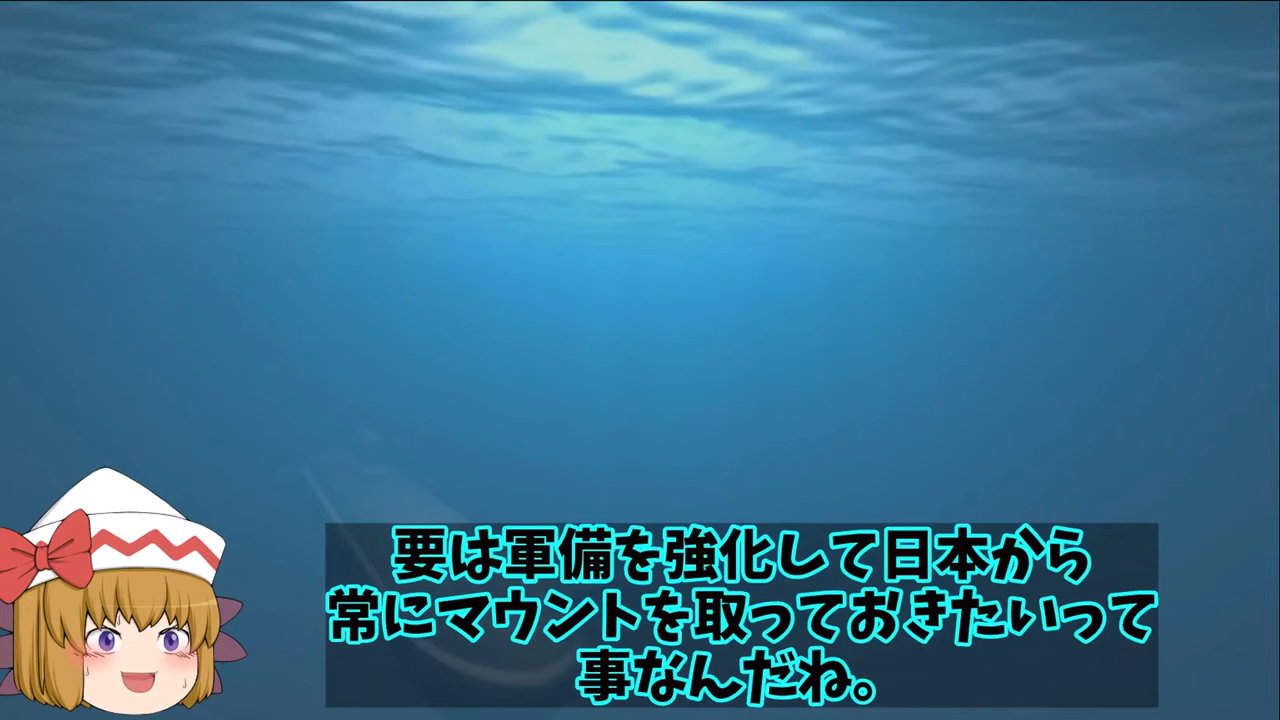 要は軍備を強化して日本から
常にマウントを取っておきたいって
事なんだね。